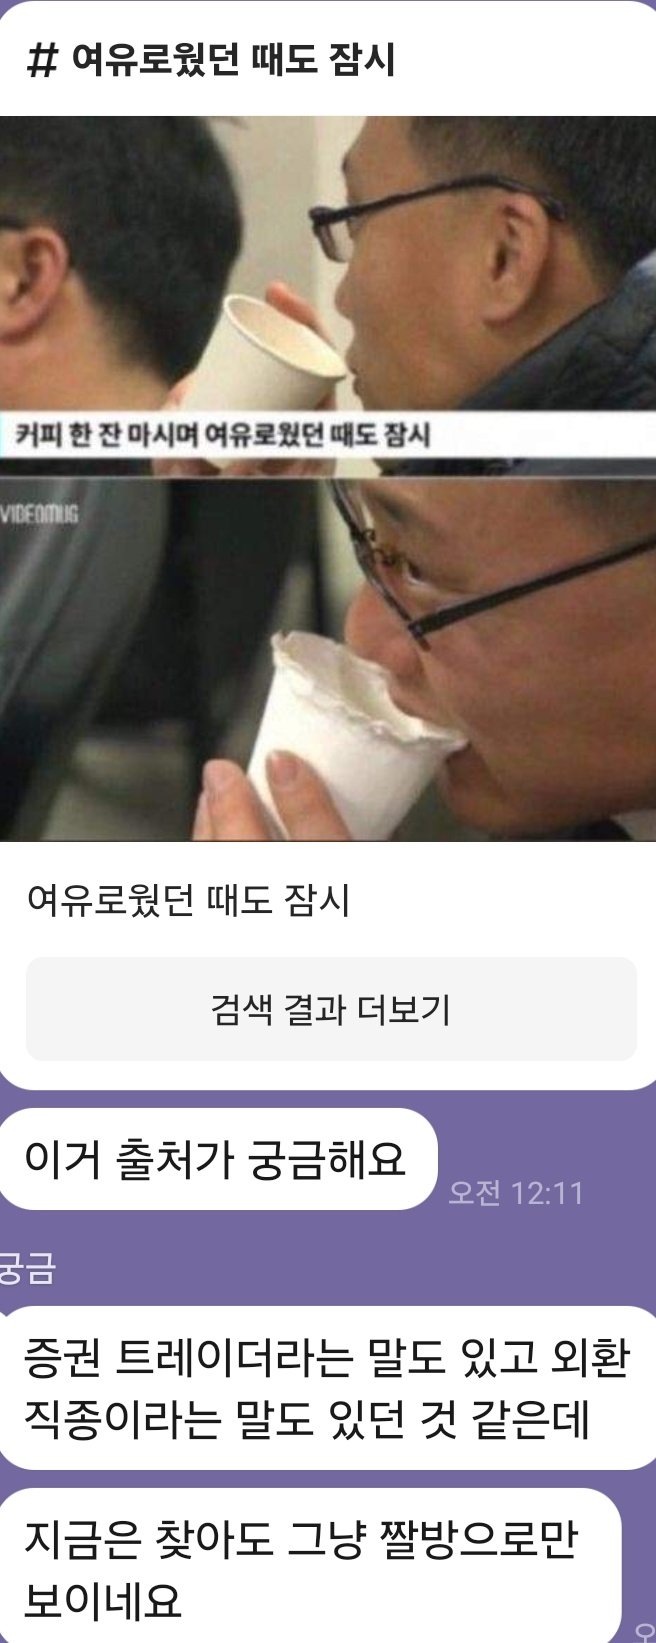 # 여유로웠던 때도 잠시
커피 한 잔 마시며 여유로웠던 때도 잠시
VIDEOMUG
여유로웠던 때도 잠시
검색 결과 더보기
이거 출처가 궁금해요
오전 12:11
궁금
증권 트레이더라는 말도 있고 외환
직종이라는 말도 있던 것 같은데
지금은 찾아도 그냥 짤방으로만
보이네요